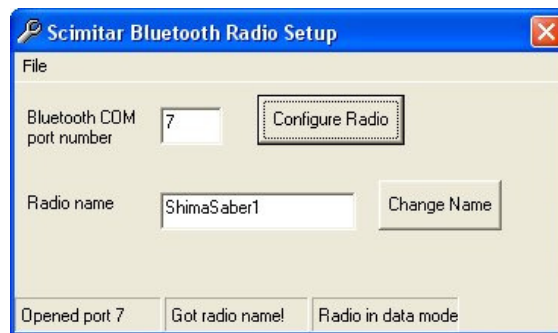 Scimitar Bluetooth Radio Setup
File
Bluetooth COM
port number
7
Configure Radio
Radio name
ShimaSaber1
Change Name
Opened port 7
Got radio name!
Radio in data mode